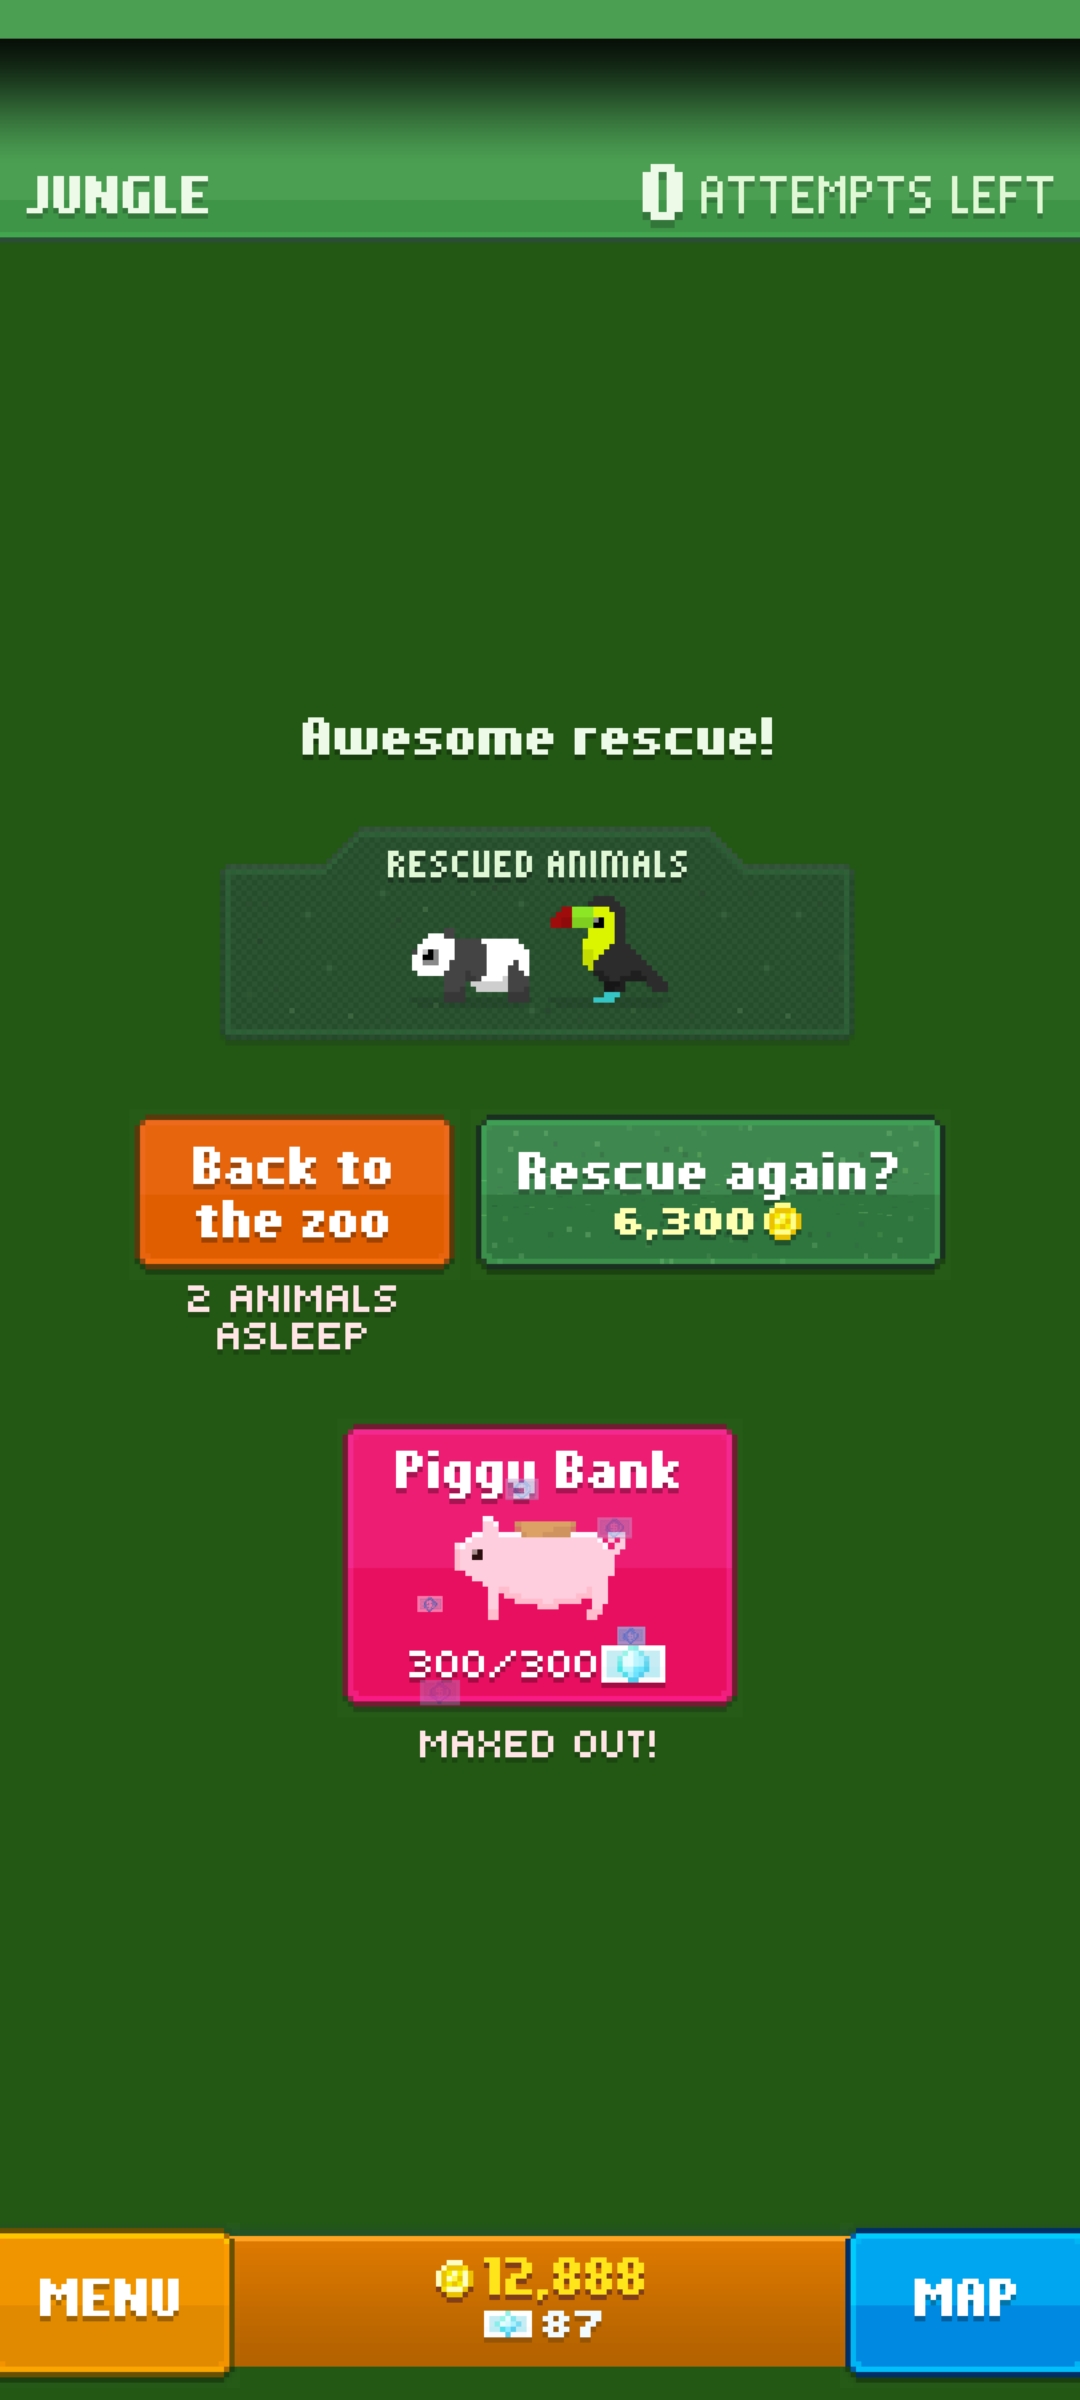 JUNGLE
0 ATTEMPTS LEFT
Awesome rescue!
RESCUED ANIMALS
Back to
the zoo
Rescue again?
6,300
2 ANIMALS
ASLEEP
Piggy Bank
300/300
MAXED OUT!
MENU
12,888
87
MAP